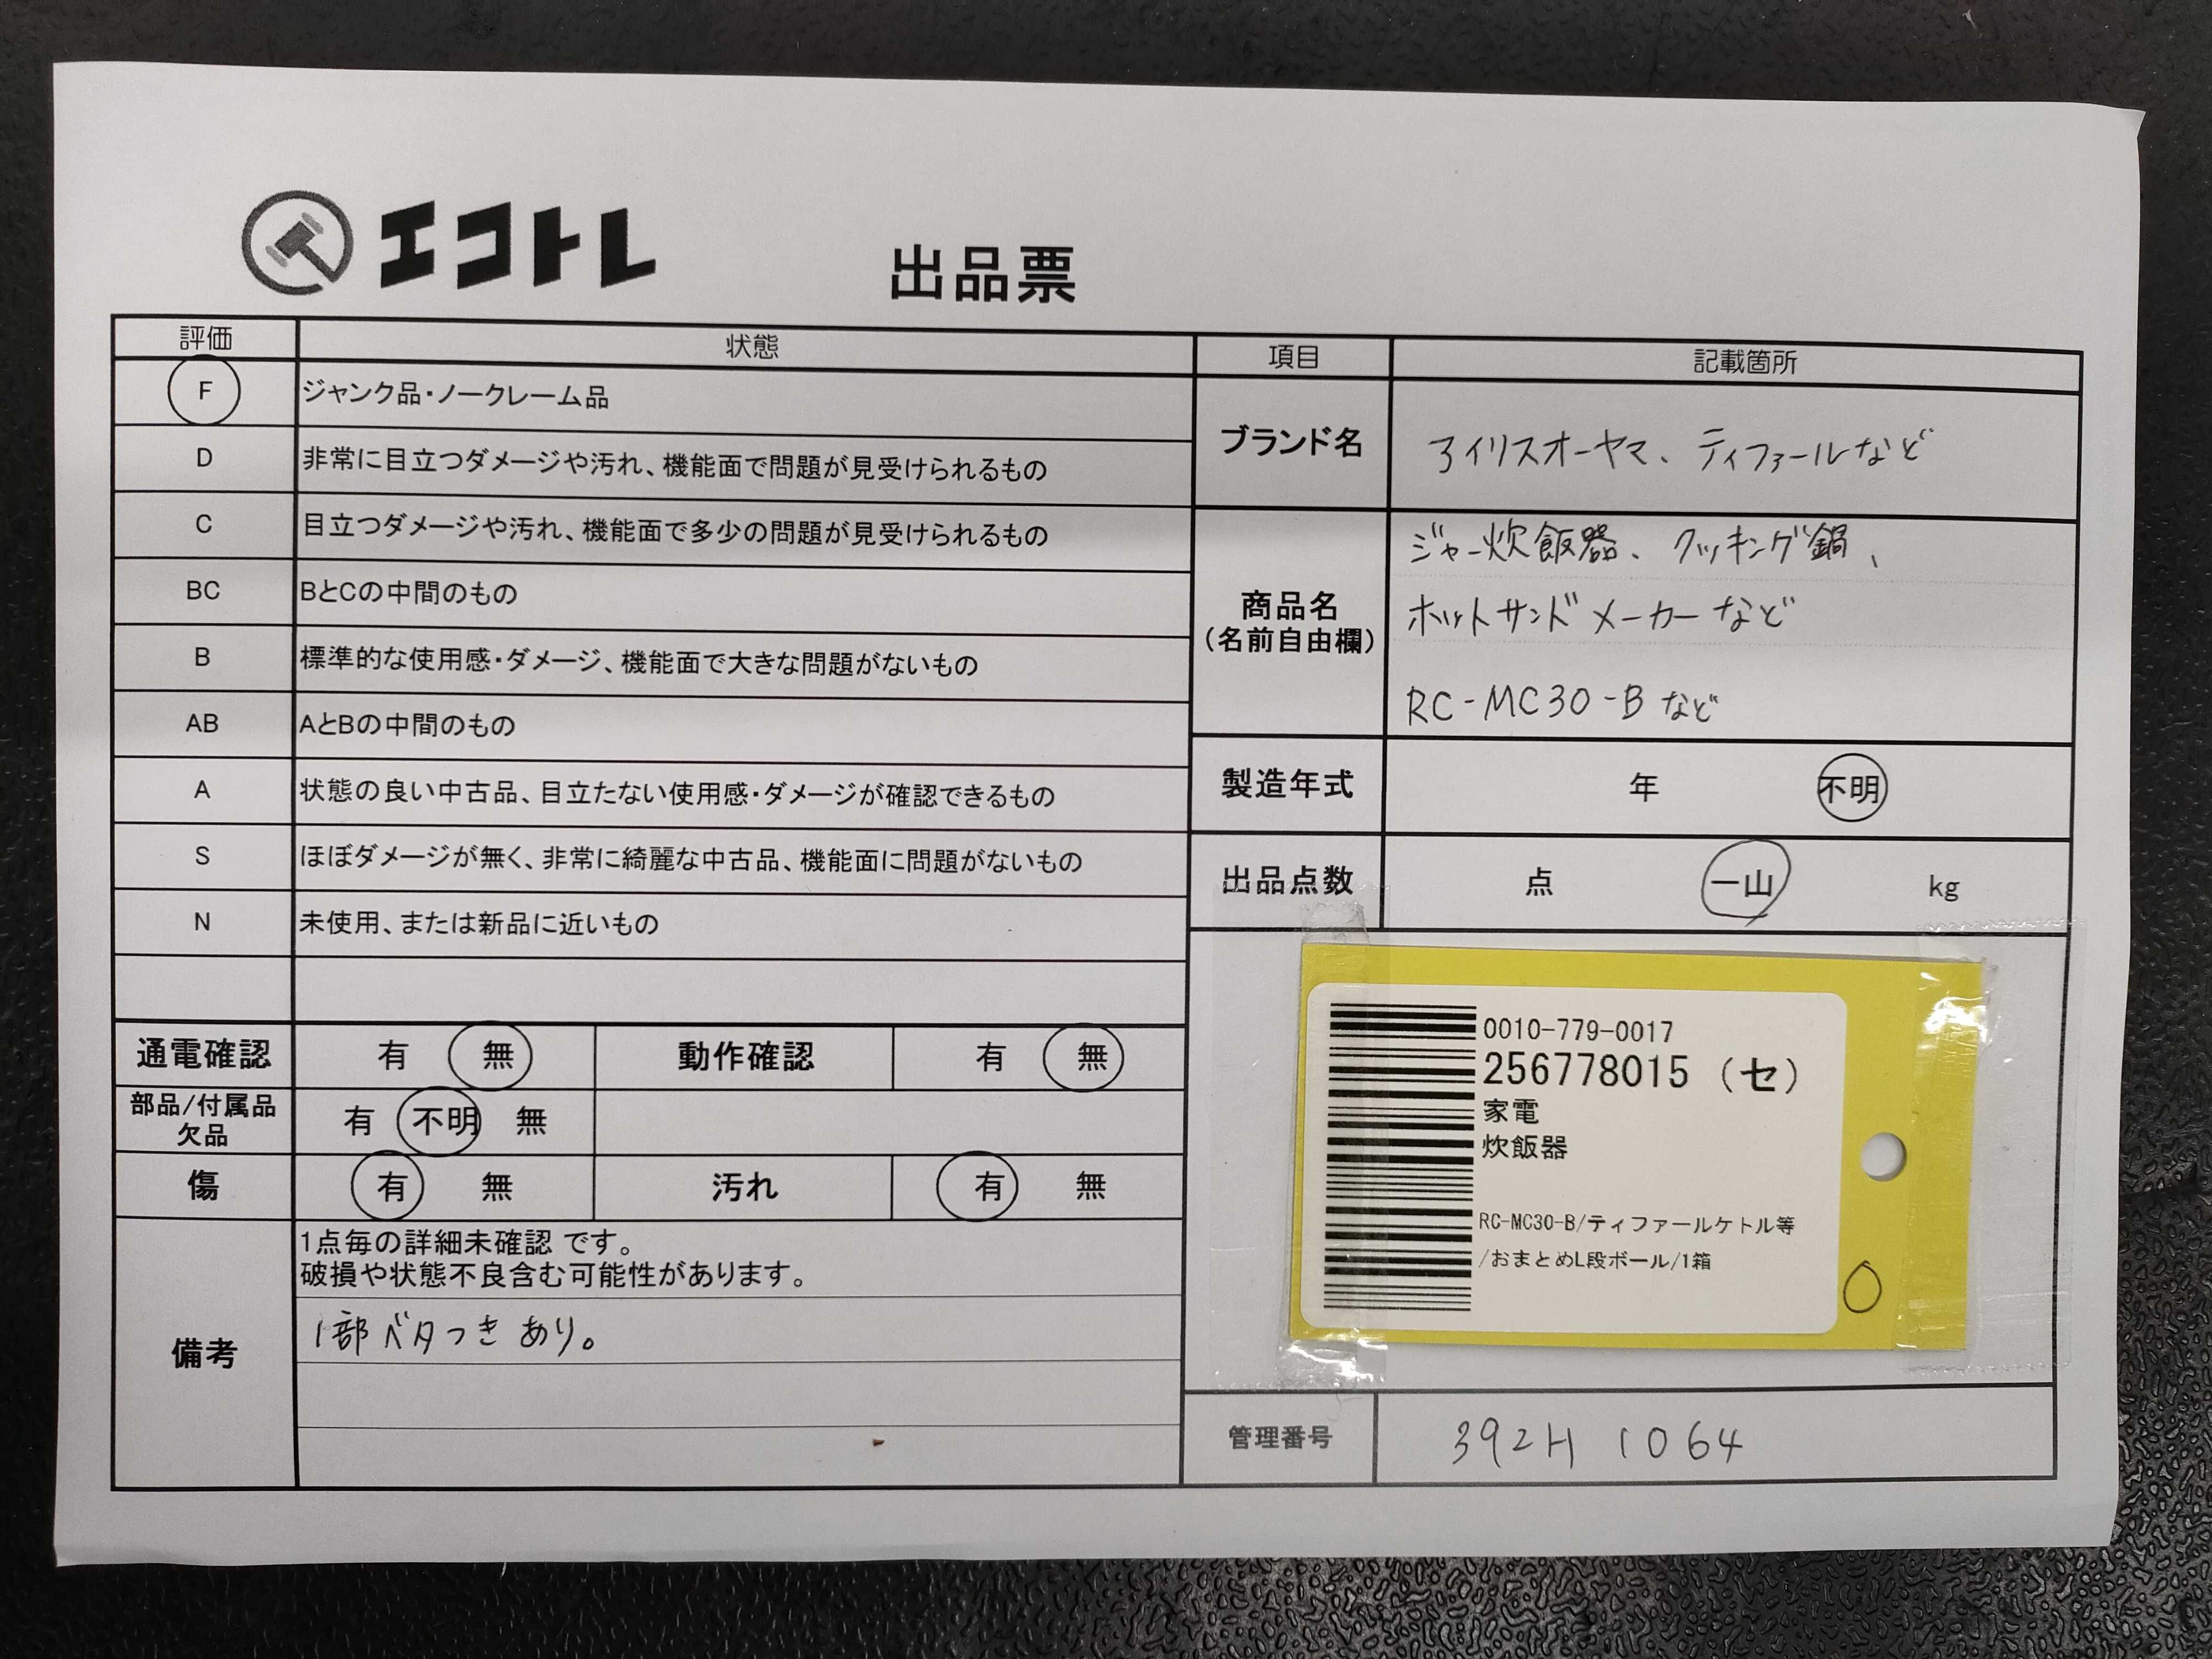 エコトレ
出品票
評価 状態
F ジャンク品・ノークレーム品
D 非常に目立つダメージや汚れ、機能面で問題が見受けられるもの
C 目立つダメージや汚れ、機能面で多少の問題が見受けられるもの
BC BとCの中間のもの
B 標準的な使用感・ダメージ、機能面で大きな問題がないもの
AB AとBの中間のもの
A 状態の良い中古品、目立たない使用感・ダメージが確認できるもの
S ほぼダメージが無く、非常に綺麗な中古品、機能面に問題がないもの
N 未使用、または新品に近いもの
通電確認 有 無 動作確認 有 無
部品/付属品
欠品
有 不明 無
傷 有 無 汚れ 有 無
備考
1点毎の詳細未確認 です。
破損や状態不良含む可能性があります。
1部ベタつきあり。
項目 記載箇所
ブランド名 アイリスオーヤマ、ティファールなど
商品名
(名前自由欄)
ジャー炊飯器、クッキング鍋、
ホットサンドメーカーなど
RC-MC30-Bなど
製造年式 年 不明
出品点数 点 一山 kg
0010-779-0017
256778015 (セ)
家電
炊飯器
RC-MC30-B/ティファールケトル等
/おまとめL段ボール/1箱
管理番号 392H 1064